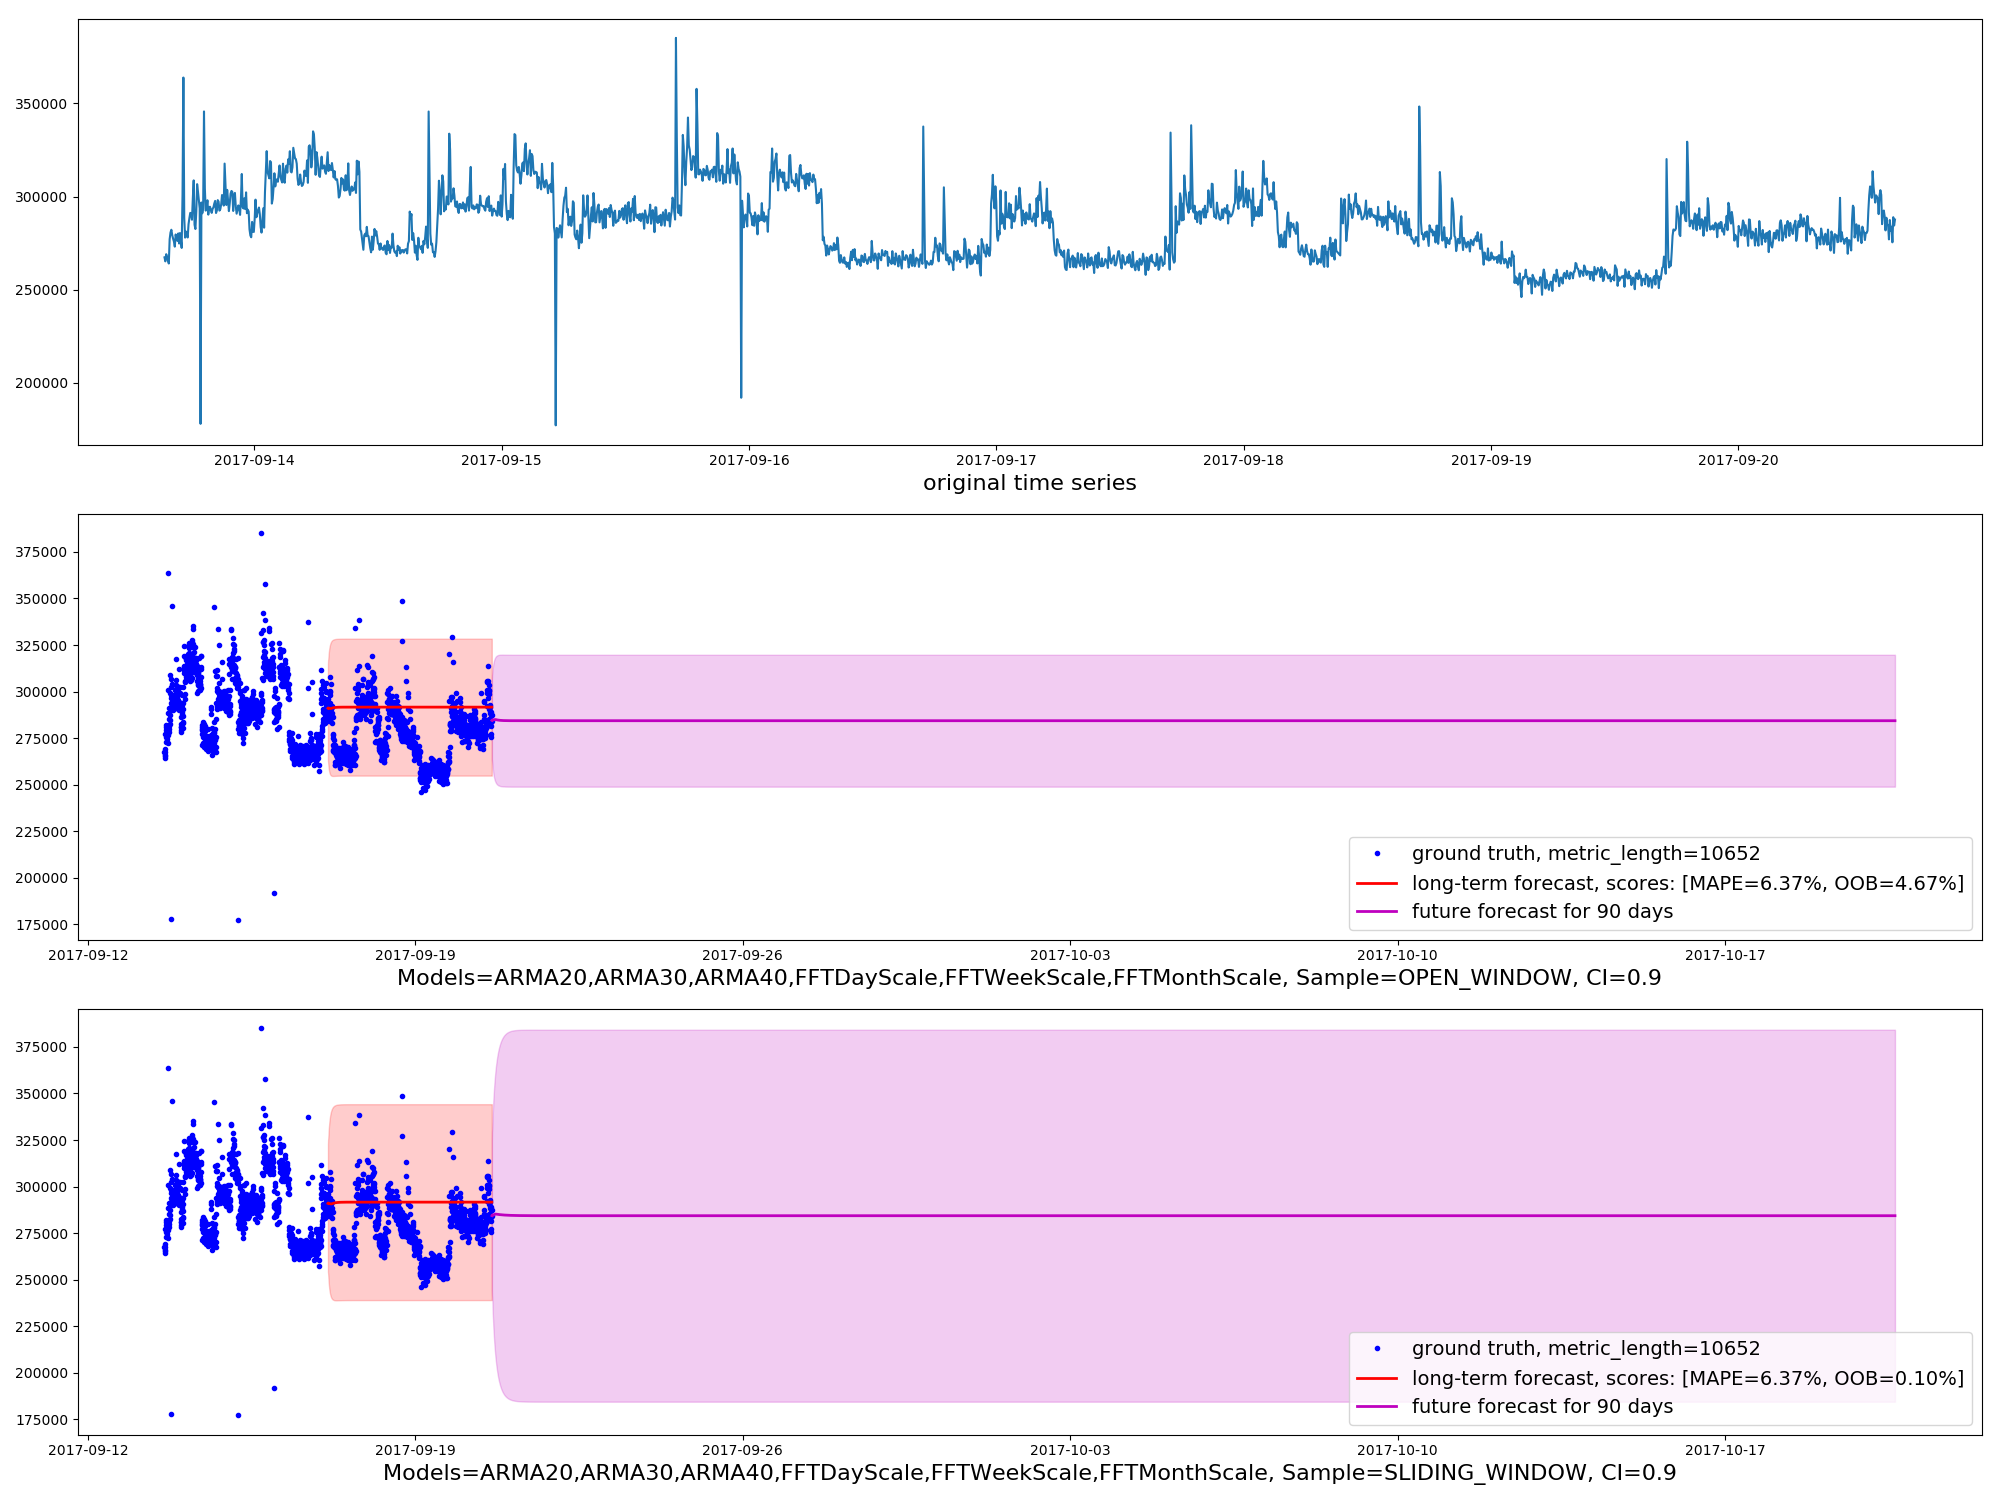 350000
300000
250000
200000
2017-09-14 2017-09-15 2017-09-16 2017-09-17 2017-09-18 2017-09-19 2017-09-20
original time series
375000
350000
325000
300000
275000
250000
225000
200000
175000
ground truth, metric_length=10652
long-term forecast, scores: [MAPE=6.37%, OOB=4.67%]
future forecast for 90 days
2017-09-12 2017-09-19 2017-09-26 2017-10-03 2017-10-10 2017-10-17
Models=ARMA20,ARMA30,ARMA40,FFTDayScale,FFTWeekScale,FFTMonthScale, Sample=OPEN_WINDOW, CI=0.9
375000
350000
325000
300000
275000
250000
225000
200000
175000
ground truth, metric_length=10652
long-term forecast, scores: [MAPE=6.37%, OOB=0.10%]
future forecast for 90 days
2017-09-12 2017-09-19 2017-09-26 2017-10-03 2017-10-10 2017-10-17
Models=ARMA20,ARMA30,ARMA40,FFTDayScale,FFTWeekScale,FFTMonthScale, Sample=SLIDING_WINDOW, CI=0.9